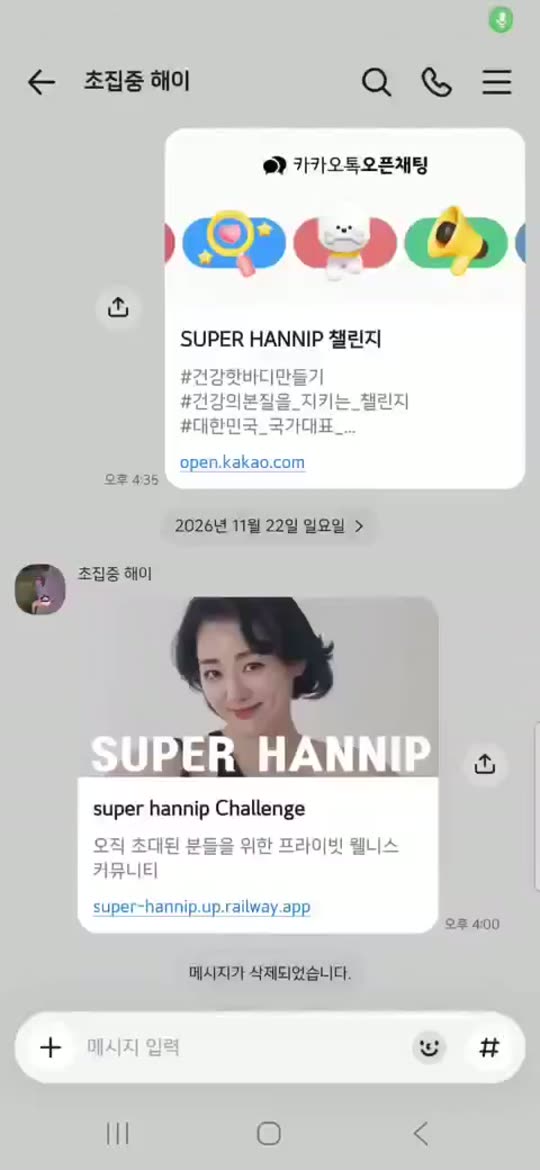 초집중 해이
카카오톡오픈채팅
SUPER HANNIP 챌린지
#건강핫바디만들기
#건강의본질을_지키는_챌린지
#대한민국_국가대표_...
open.kakao.com
오후 4:35
2026년 11월 22일 일요일 >
초집중 해이
SUPER HANNIP
super hannip Challenge
오직 초대된 분들을 위한 프라이빗 웰니스
커뮤니티
super-hannip.up.railway.app
오후 4:00
메시지가 삭제되었습니다.
메시지 입력
#